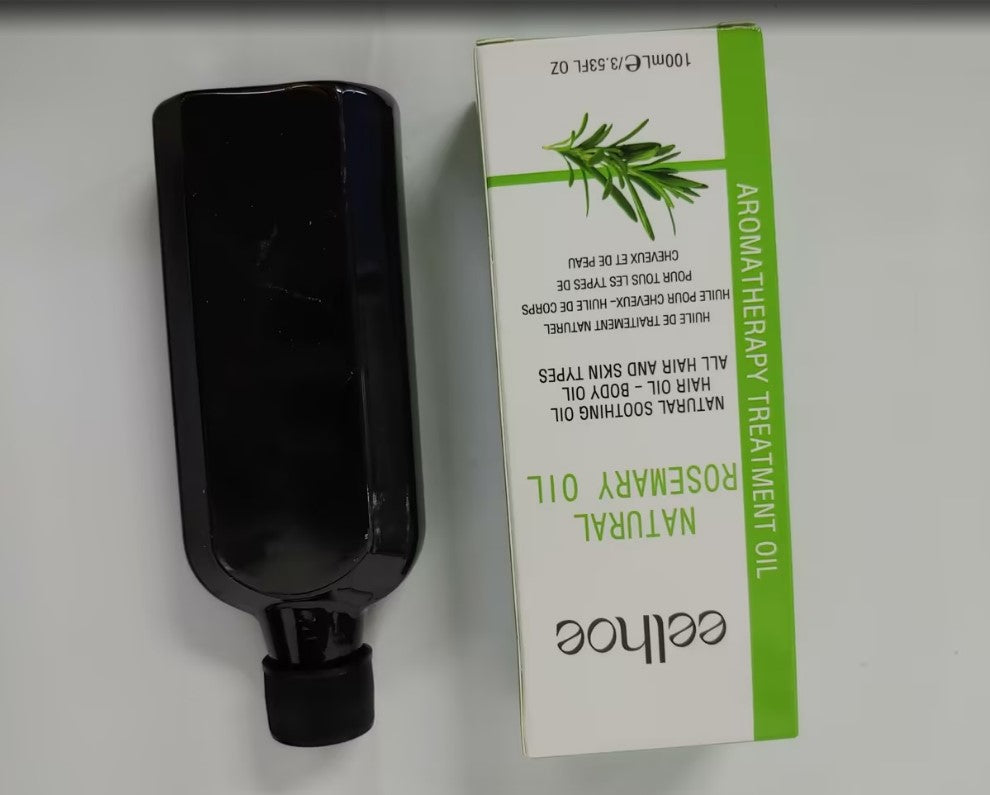 eelhoe
NATURAL
ROSEMARY OIL
NATURAL SOOTHING OIL
HAIR OIL - BODY OIL
ALL HAIR AND SKIN TYPES
HUILE DE TRAITEMENT NATUREL
HUILE POUR CHEVEUX- HUILE DE CORPS
POUR TOUS LES TYPES DE
CHEVEUX ET DE PEAU
100mLe/3.53FL OZ
AROMATHERAPY TREATMENT OIL